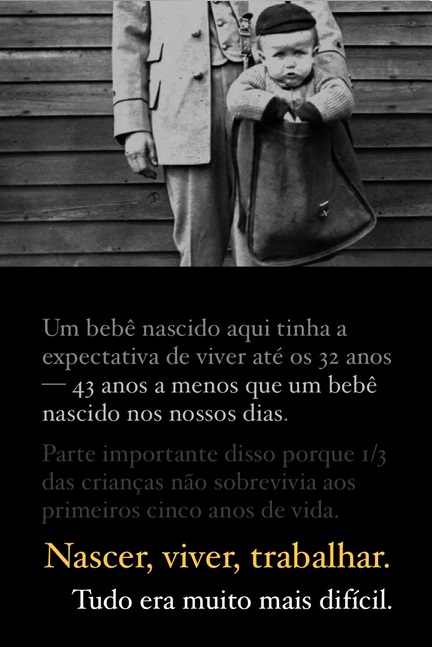 Um bebê nascido aqui tinha a
expectativa de viver até os 32 anos
— 43 anos a menos que um bebê
nascido nos nossos dias.
Parte importante disso porque 1/3
das crianças não sobrevivia aos
primeiros cinco anos de vida.
Nascer, viver, trabalhar.
Tudo era muito mais difícil.